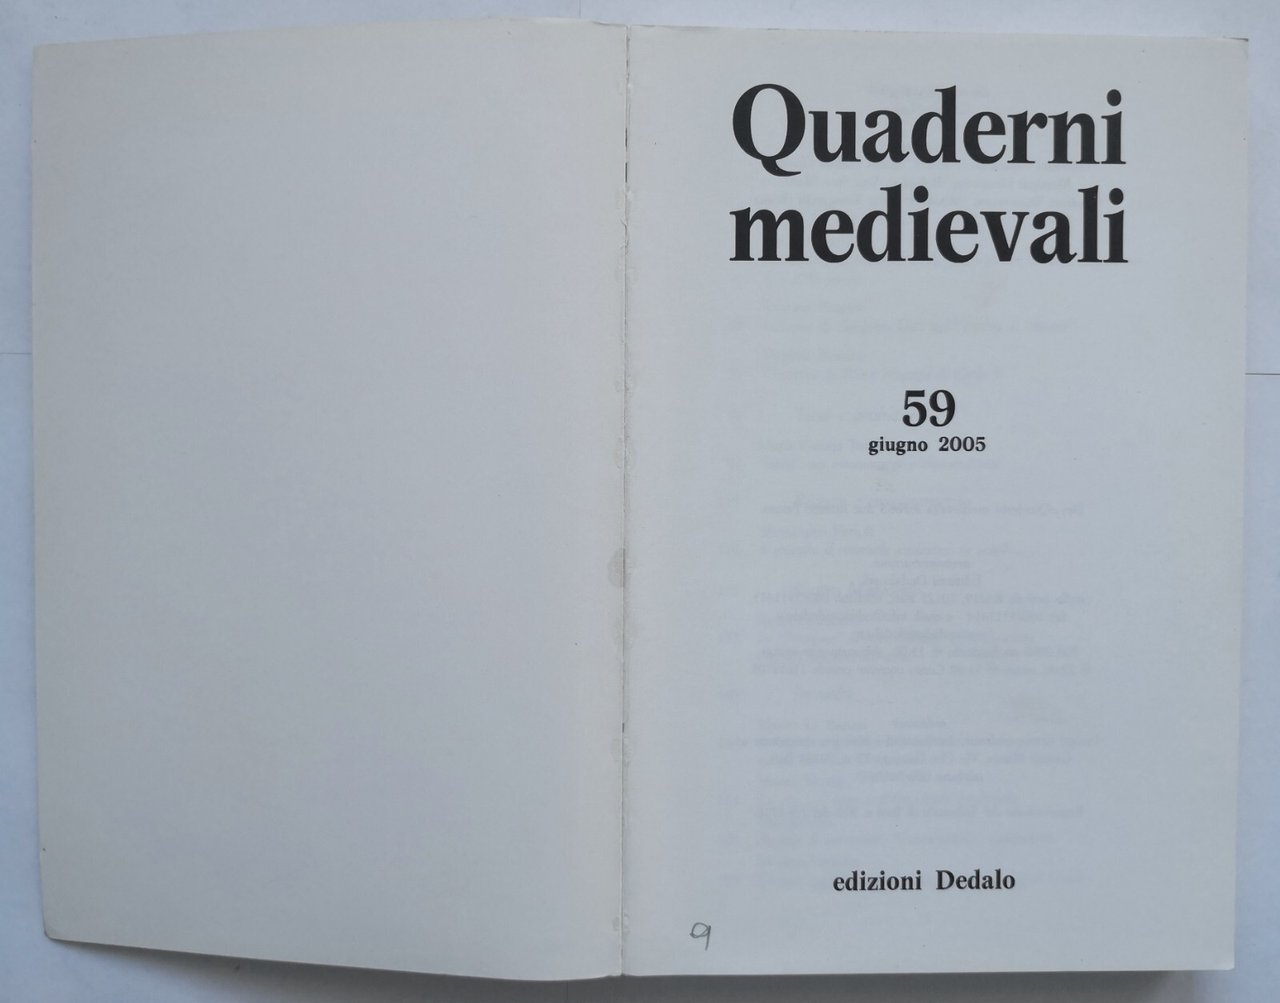 Quaderni
medievali
59
giugno 2005
edizioni Dedalo
9